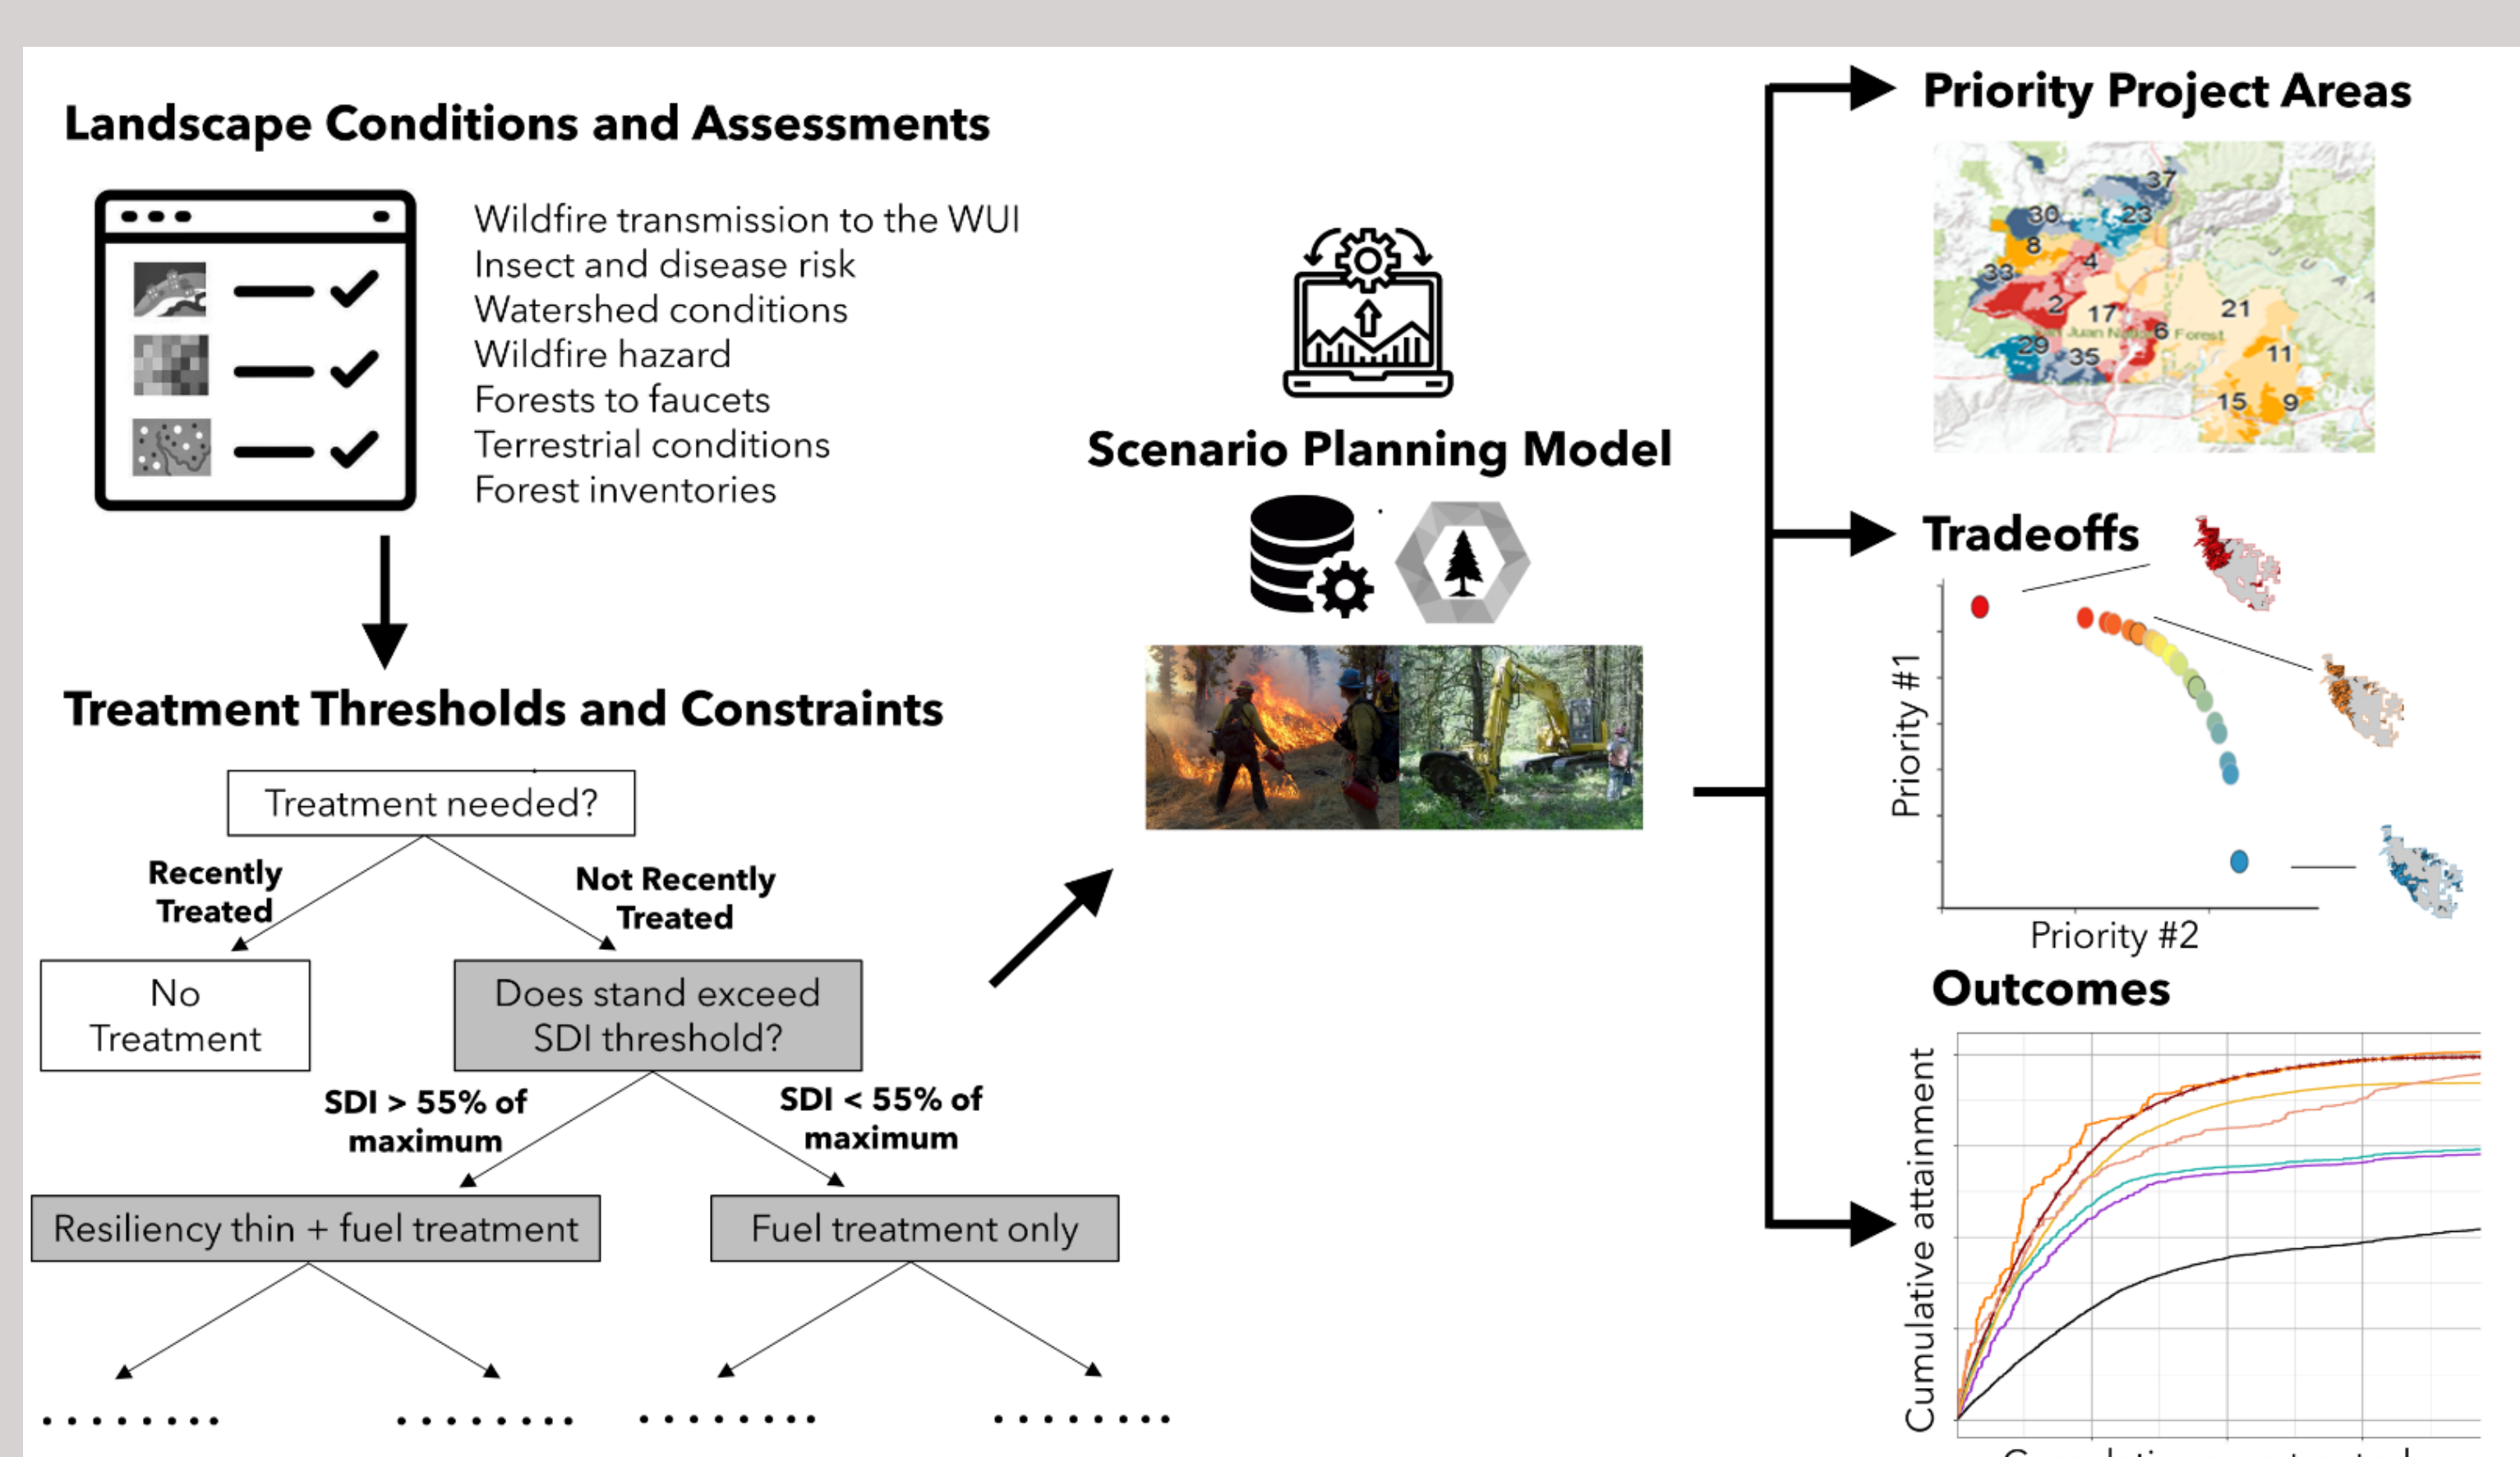 Landscape Conditions and Assessments
Wildfire transmission to the WUI
Insect and disease risk
Watershed conditions
Wildfire hazard
Forests to faucets
Terrestrial conditions
Forest inventories
Treatment Thresholds and Constraints
Treatment needed?
Recently
Treated
Not Recently
Treated
No
Treatment
Does stand exceed
SDI threshold?
SDI > 55% of
maximum
SDI < 55% of
maximum
Resiliency thin + fuel treatment
Fuel treatment only
Scenario Planning Model
Priority Project Areas
37
30
23
8
4
33
2
17
21
6
Juan
Forest
29
35
11
15
9
Tradeoffs
Priority #1
Priority #2
Outcomes
Cumulative attainment